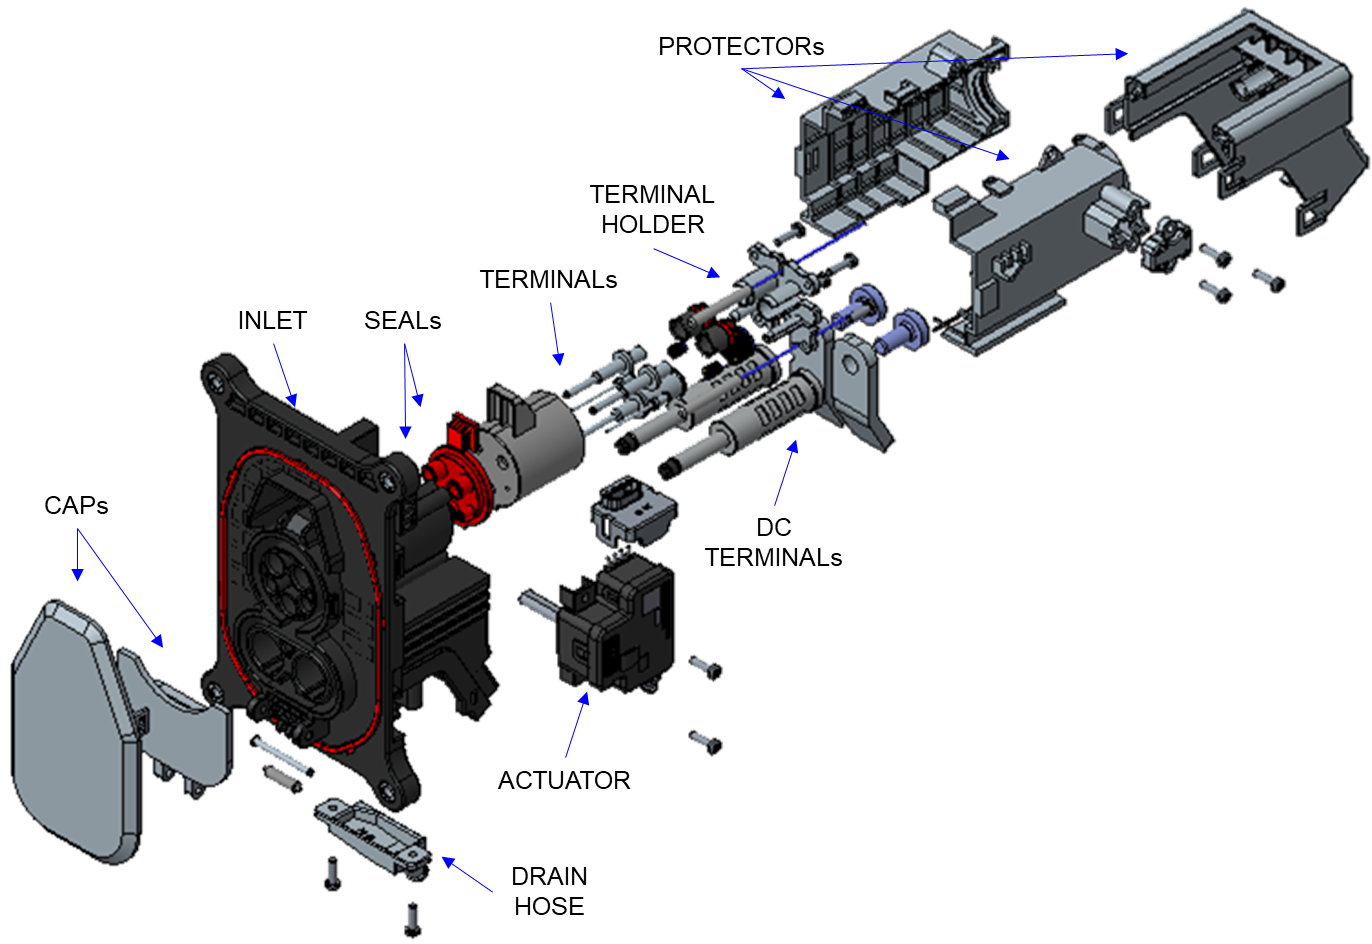 PROTECTORs
TERMINAL
HOLDER
TERMINALs
INLET
SEALs
CAPs
DC
TERMINALs
ACTUATOR
DRAIN
HOSE